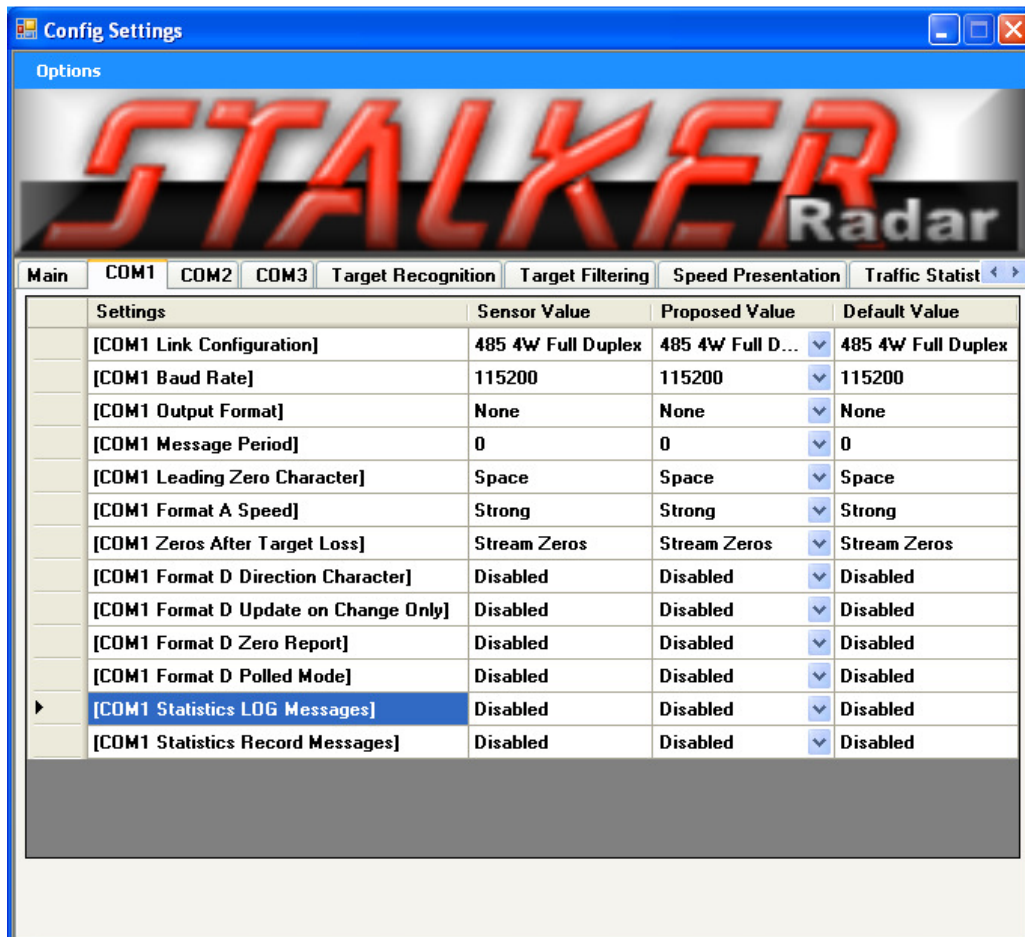 Config Settings
Options
STALKER
Radar
Main COM1 COM2 COM3 Target Recognition Target Filtering Speed Presentation Traffic Statist
Settings Sensor Value Proposed Value Default Value
[COM1 Link Configuration] 485 4W Full Duplex 485 4W Full D... 485 4W Full Duplex
[COM1 Baud Rate] 115200 115200 115200
[COM1 Output Format] None None None
[COM1 Message Period] 0 0 0
[COM1 Leading Zero Character] Space Space Space
[COM1 Format A Speed] Strong Strong Strong
[COM1 Zeros After Target Loss] Stream Zeros Stream Zeros Stream Zeros
[COM1 Format D Direction Character] Disabled Disabled Disabled
[COM1 Format D Update on Change Only] Disabled Disabled Disabled
[COM1 Format D Zero Report] Disabled Disabled Disabled
[COM1 Format D Polled Mode] Disabled Disabled Disabled
[COM1 Statistics LOG Messages] Disabled Disabled Disabled
[COM1 Statistics Record Messages] Disabled Disabled Disabled